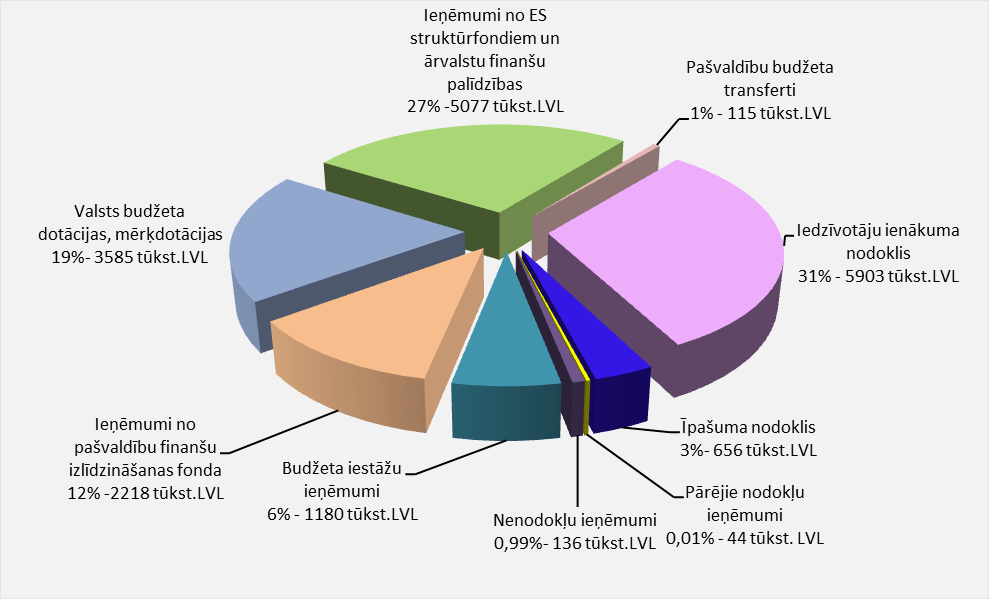 Ieņēmumi no ES
struktūrfondiem un
ārvalstu finanšu
palīdzības
27% -5077 tūkst.LVL
Pašvaldību budžeta
transferti
1% - 115 tūkst.LVL
Iedzīvotāju ienākuma
nodoklis
31% - 5903 tūkst.LVL
Īpašuma nodoklis
3%- 656 tūkst.LVL
Pārējie nodokļu
ieņēmumi
0,01% - 44 tūkst. LVL
Nenodokļu ieņēmumi
0,99%- 136 tūkst.LVL
Budžeta iestāžu
ieņēmumi
6% - 1180 tūkst.LVL
Ieņēmumi no
pašvaldību finanšu
izlīdzināšanas fonda
12% -2218 tūkst.LVL
Valsts budžeta
dotācijas, mērķdotācijas
19%- 3585 tūkst.LVL